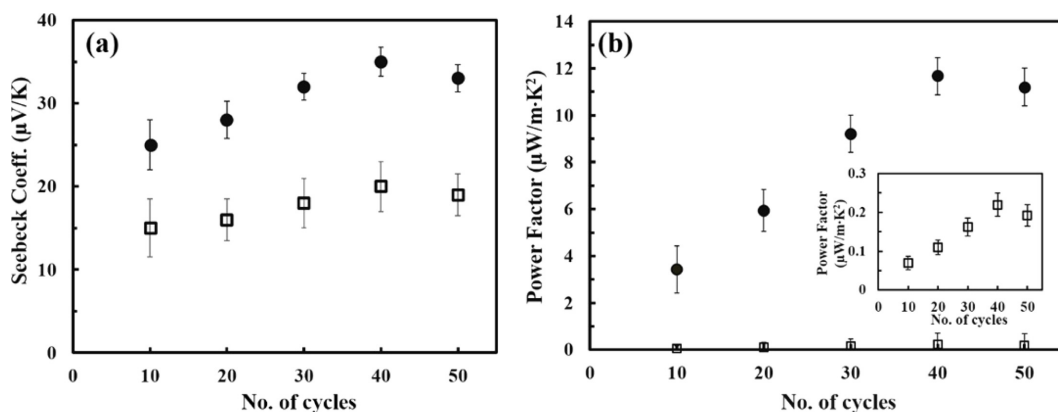 (a)
Seebeck Coeff. (µV/K)
40
30
20
10
0
0 10 20 30 40 50
No. of cycles
(b)
Power Factor (µW/m·K²)
14
12
10
8
6
4
2
0
0 10 20 30 40 50
No. of cycles
Power Factor
(µW/m·K²)
0.3
0.2
0.1
0
0 10 20 30 40 50
No. of cycles